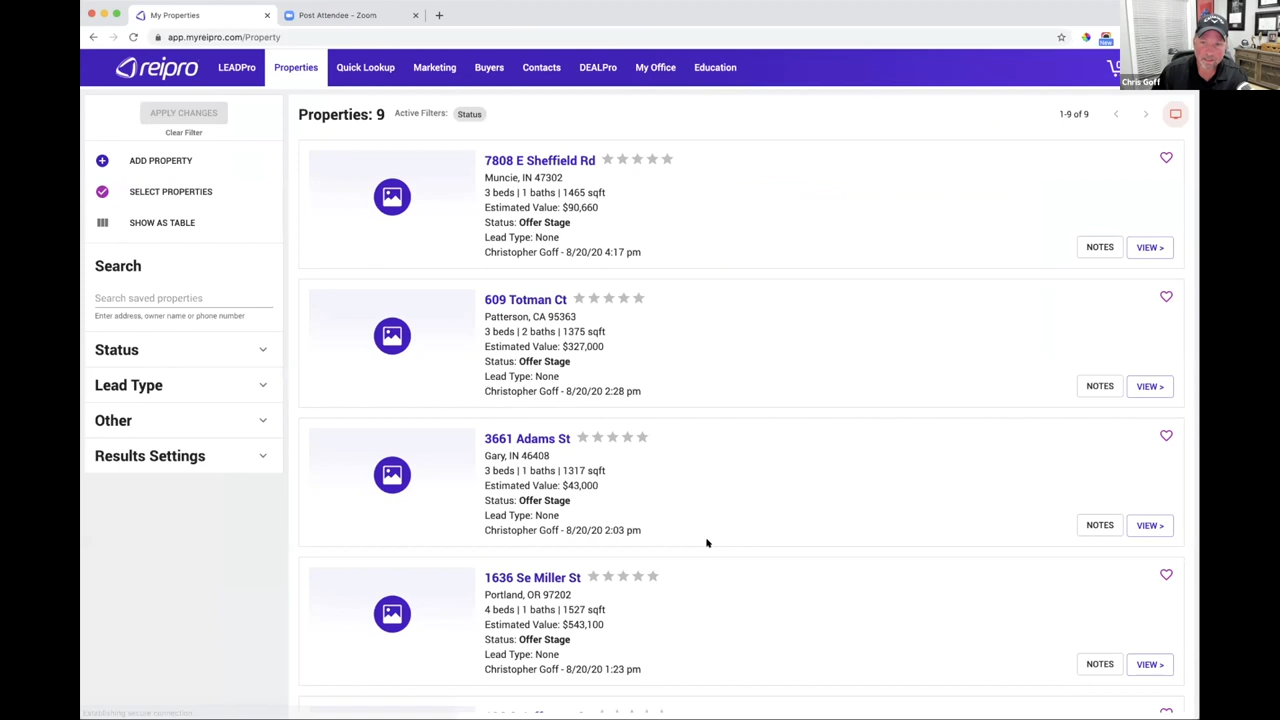 My Properties
Post Attendee - Zoom
app.myreipro.com/Property
New
reipro
LEADPro
Properties
Quick Lookup
Marketing
Buyers
Contacts
DEALPro
My Office
Education
Chris Goff
APPLY CHANGES
Clear Filter
ADD PROPERTY
SELECT PROPERTIES
SHOW AS TABLE
Search
Search saved properties
Enter address, owner name or phone number
Status
Lead Type
Other
Results Settings
Properties: 9
Active Filters:
Status
1-9 of 9
7808 E Sheffield Rd
Muncie, IN 47302
3 beds | 1 baths | 1465 sqft
Estimated Value: $90,660
Status: Offer Stage
Lead Type: None
Christopher Goff - 8/20/20 4:17 pm
NOTES
VIEW >
609 Totman Ct
Patterson, CA 95363
3 beds | 2 baths | 1375 sqft
Estimated Value: $327,000
Status: Offer Stage
Lead Type: None
Christopher Goff - 8/20/20 2:28 pm
NOTES
VIEW >
3661 Adams St
Gary, IN 46408
3 beds | 1 baths | 1317 sqft
Estimated Value: $43,000
Status: Offer Stage
Lead Type: None
Christopher Goff - 8/20/20 2:03 pm
NOTES
VIEW >
1636 Se Miller St
Portland, OR 97202
4 beds | 1 baths | 1527 sqft
Estimated Value: $543,100
Status: Offer Stage
Lead Type: None
Christopher Goff - 8/20/20 1:23 pm
NOTES
VIEW >
Establishing secure connection